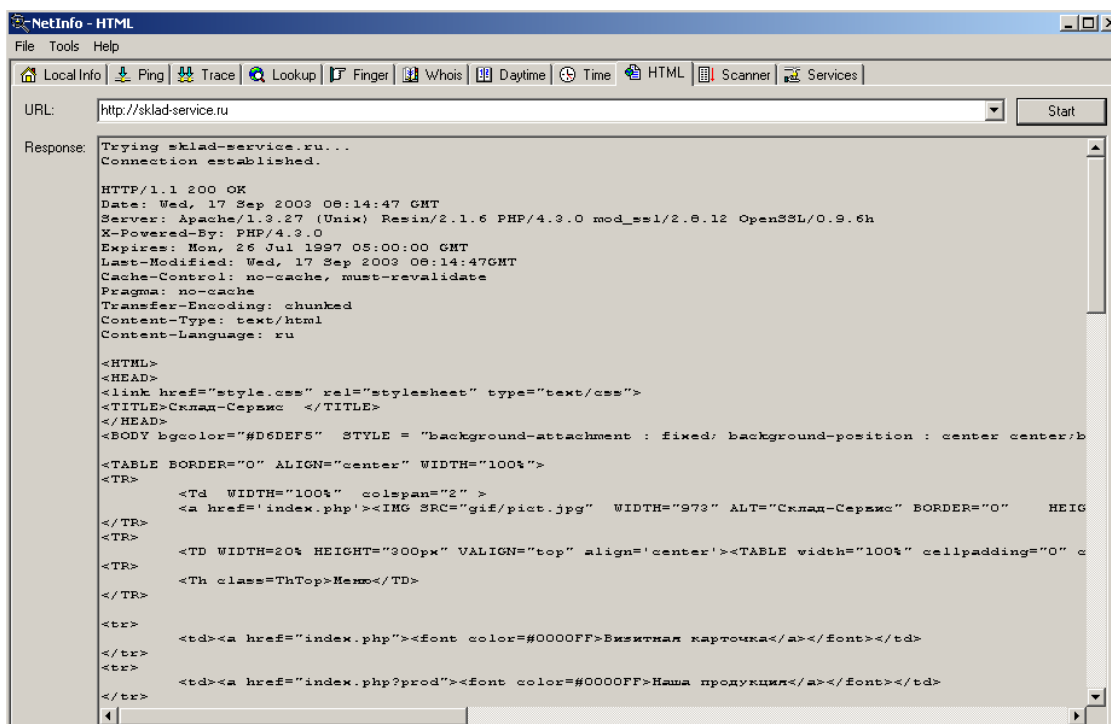 NetInfo - HTML
File Tools Help
Local Info Ping Trace Lookup Finger Whois Daytime Time HTML Scanner Services
URL: http://sklad-service.ru Start
Response: Trying sklad-service.ru...
Connection established.
HTTP/1.1 200 OK
Date: Wed, 17 Sep 2003 08:14:47 GMT
Server: Apache/1.3.27 (Unix) Resin/2.1.6 PHP/4.3.0 mod_ssl/2.8.12 OpenSSL/0.9.6h
X-Powered-By: PHP/4.3.0
Expires: Mon, 26 Jul 1997 05:00:00 GMT
Last-Modified: Wed, 17 Sep 2003 08:14:47GMT
Cache-Control: no-cache, must-revalidate
Pragma: no-cache
Transfer-Encoding: chunked
Content-Type: text/html
Content-Language: ru
<HTML>
<HEAD>
<link href="style.css" rel="stylesheet" type="text/css">
<TITLE>Склад-Сервис </TITLE>
</HEAD>
<BODY bgcolor="#D6DEF5" STYLE = "background-attachment : fixed; background-position : center center;b
<TABLE BORDER="0" ALIGN="center" WIDTH="100%">
<TR>
<Td WIDTH="100%" colspan="2" >
<a href='index.php'><IMG SRC="gif/pict.jpg" WIDTH="973" ALT="Склад-Сервис" BORDER="0" HEIG
</TR>
<TR>
<TD WIDTH=20% HEIGHT="300px" VALIGN="top" align='center'><TABLE width="100%" cellpadding="0" c
<TR>
<Th class=ThTop>Меню</TD>
</TR>
<tr>
<td><a href="index.php"><font color=#0000FF>Визитная карточка</a></font></td>
</tr>
<tr>
<td><a href="index.php?prod"><font color=#0000FF>Наша продукция</a></font></td>
</tr>